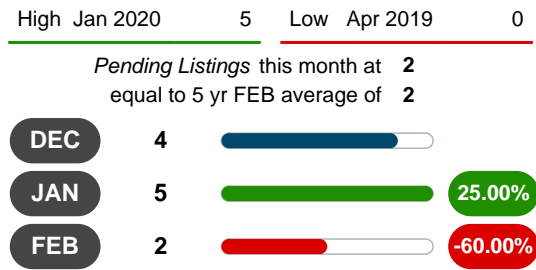 High Jan 2020 5 Low Apr 2019 0
Pending Listings this month at 2
equal to 5 yr FEB average of 2
DEC 4
JAN 5 25.00%
FEB 2 -60.00%